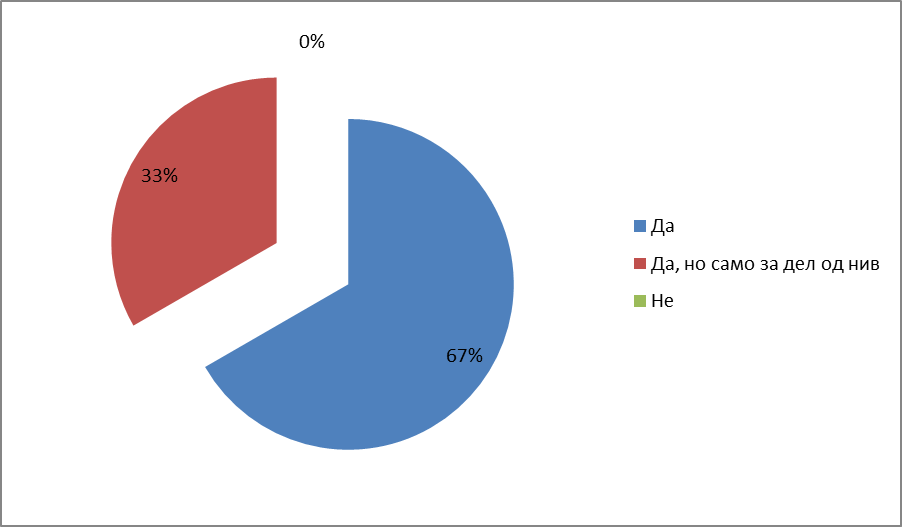 0%
33%
67%
Да
Да, но само за дел од нив
Не